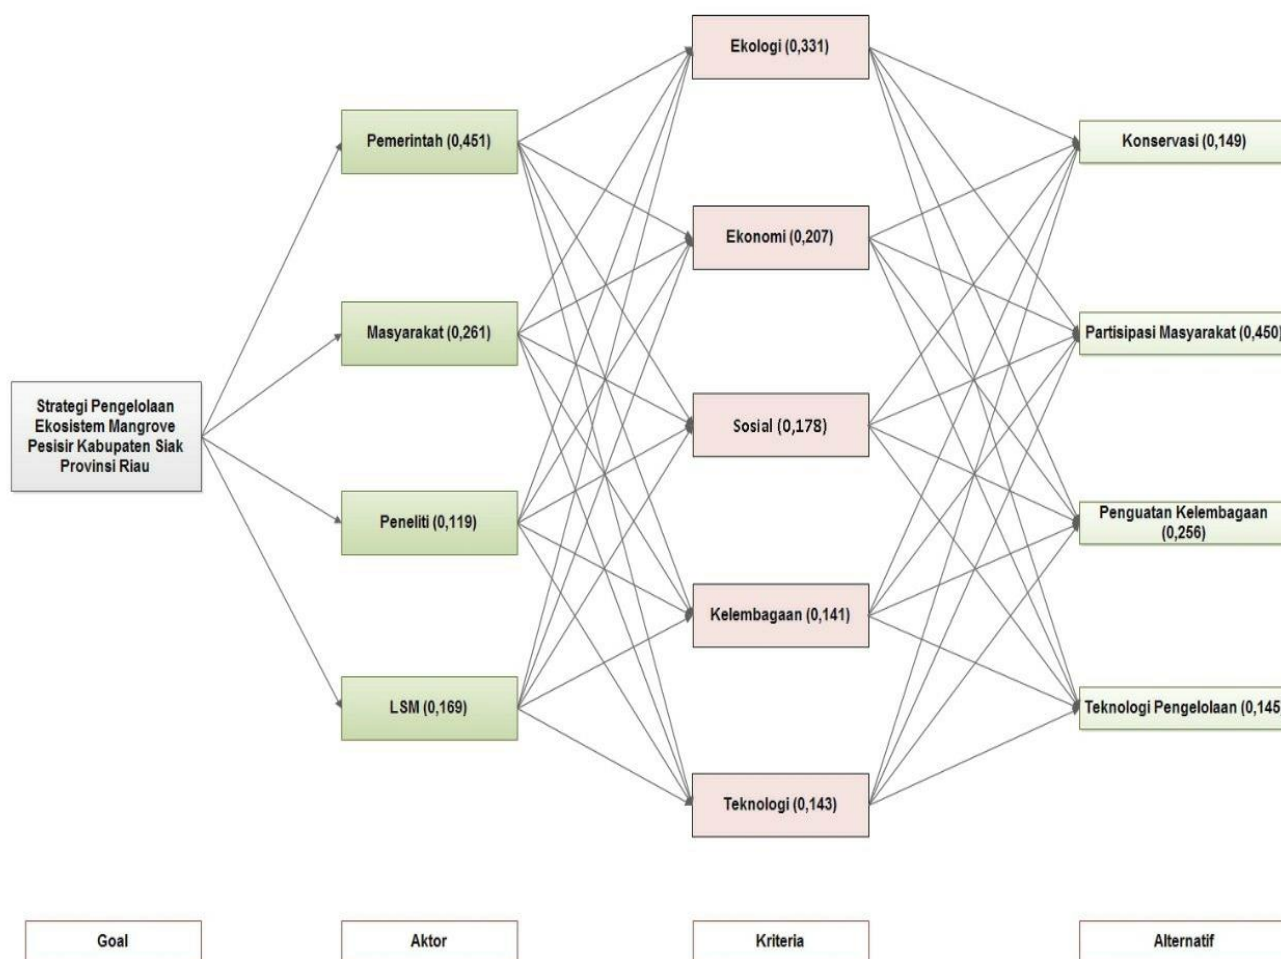 Strategi Pengelolaan
Ekosistem Mangrove
Pesisir Kabupaten Siak
Provinsi Riau
Pemerintah (0,451)
Masyarakat (0,261)
Peneliti (0,119)
LSM (0,169)
Ekologi (0,331)
Ekonomi (0,207)
Sosial (0,178)
Kelembagaan (0,141)
Teknologi (0,143)
Konservasi (0,149)
Partisipasi Masyarakat (0,450)
Penguatan Kelembagaan
(0,256)
Teknologi Pengelolaan (0,145)
Goal
Aktor
Kriteria
Alternatif